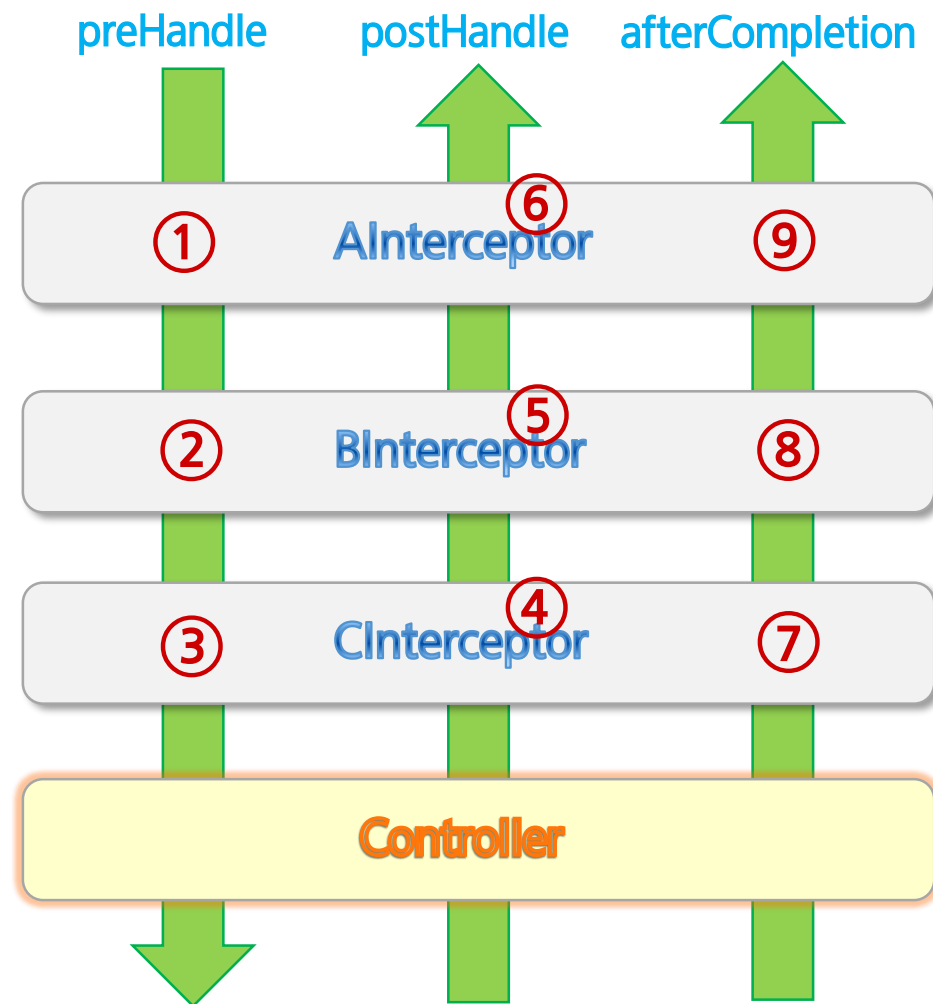 preHandle postHandle afterCompletion
① AInterceptor ⑥ ⑨
② BInterceptor ⑤ ⑧
③ CInterceptor ④ ⑦
Controller